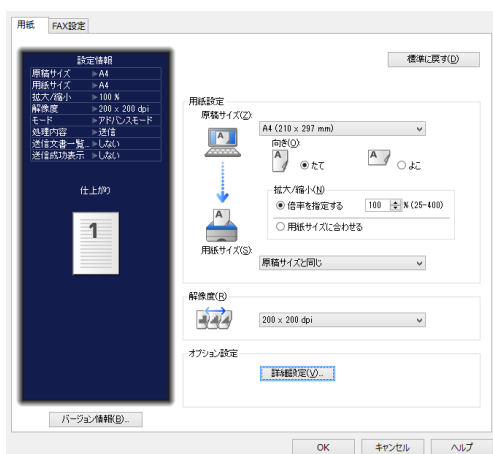 用紙 FAX設定
設定情報
原稿サイズ ▶A4
用紙サイズ ▶A4
拡大/縮小 ▶100 %
解像度 ▶200 x 200 dpi
モード ▶アドバンスモード
処理内容 ▶送信
送信文書一覧... ▶しない
送信成功表示 ▶しない
仕上がり
1
バージョン情報(B)...
標準に戻す(D)
用紙設定
原稿サイズ(Z):
A4 (210 x 297 mm)
向き(O):
A たて A よこ
拡大/縮小(N)
倍率を指定する 100 % (25-400)
用紙サイズに合わせる
用紙サイズ(S):
原稿サイズと同じ
解像度(R)
200 x 200 dpi
オプション設定
詳細設定(V)...
OK キャンセル ヘルプ